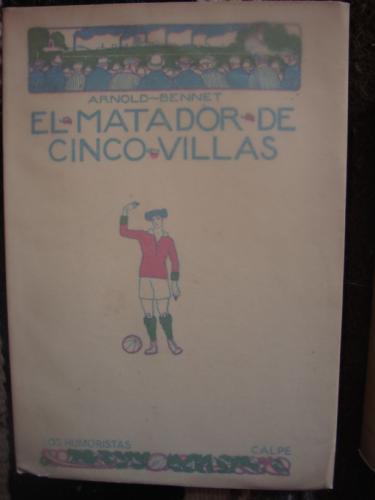 ARNOLD-BENNET
EL MATADOR DE
CINCO VILLAS
LOS HUMORISTAS
CALPE